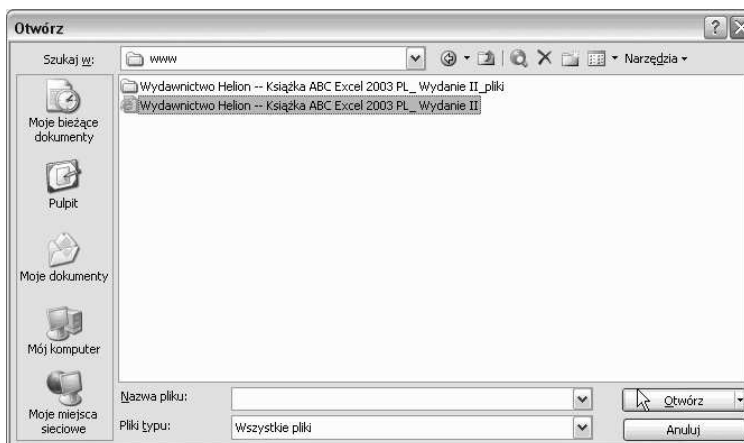 Otwórz
Szukaj w:
www
Narzędzia
Wydawnictwo Helion -- Książka ABC Excel 2003 PL_ Wydanie II_pliki
Wydawnictwo Helion -- Książka ABC Excel 2003 PL_ Wydanie II
Moje bieżące
dokumenty
Pulpit
Moje dokumenty
Mój komputer
Moje miejsca
sieciowe
Nazwa pliku:
Otwórz
Pliki typu:
Wszystkie pliki
Anuluj